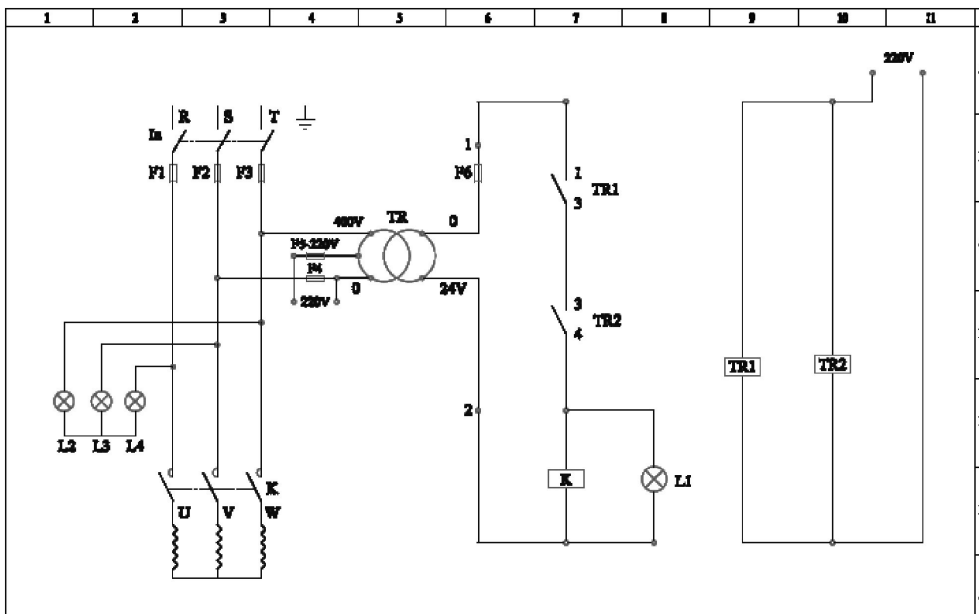 1 2 3 4 5 6 7 8 9 10 11
220V
R S T
In
F1 F2 F3
1
F6
1
3
TR1
400V TR 0
F5-220V
F4
220V
0
24V
3
4
TR2
TR1
TR2
L2 L3 L4
2
K
K
L1
U V W